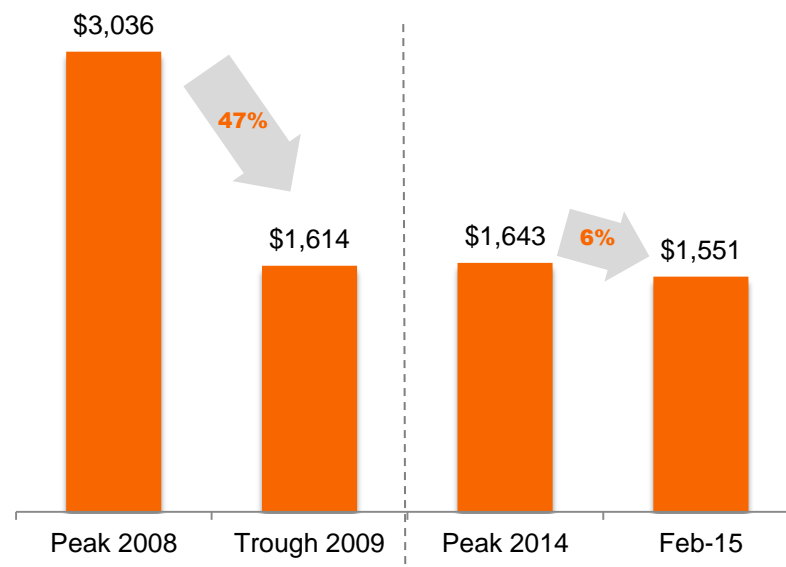 $3,036
47%
$1,614
$1,643
6%
$1,551
Peak 2008
Trough 2009
Peak 2014
Feb-15